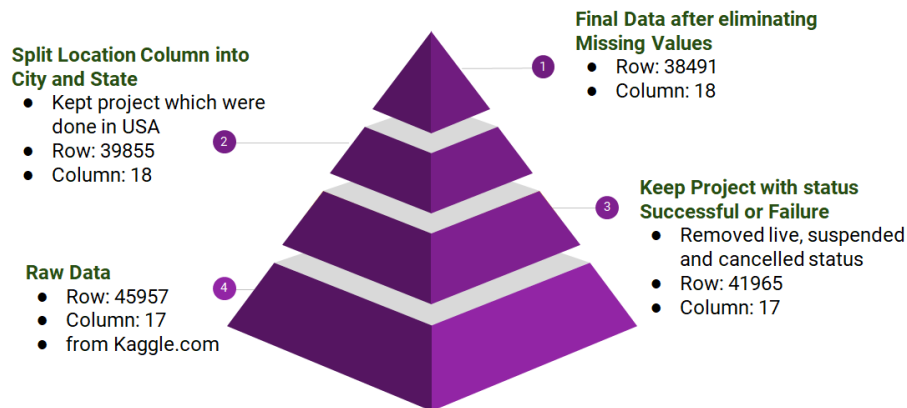 Final Data after eliminating
Missing Values
● Row: 38491
● Column: 18
1
Split Location Column into
City and State
● Kept project which were
done in USA
● Row: 39855
● Column: 18
2
Keep Project with status
Successful or Failure
● Removed live, suspended
and cancelled status
● Row: 41965
● Column: 17
3
Raw Data
● Row: 45957
● Column: 17
● from Kaggle.com
4